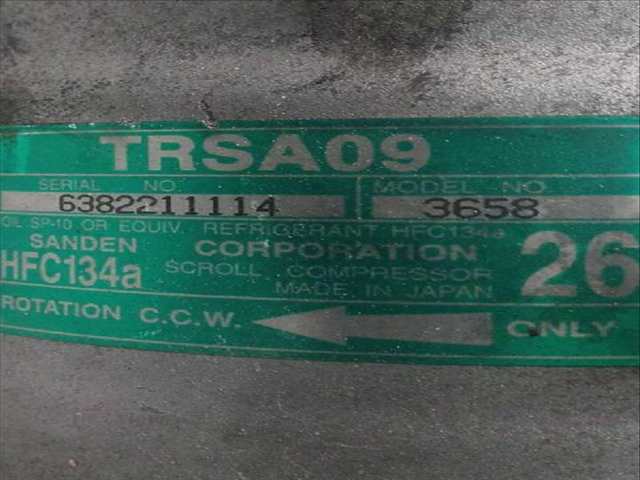 TRSA09
SERIAL NO. MODEL NO.
6382211114 3658
OIL SP-10 OR EQUIV. REFRIGERANT HFC134a
SANDEN CORPORATION 26
HFC134a SCROLL COMPRESSOR
MADE IN JAPAN
ROTATION C.C.W. ONLY